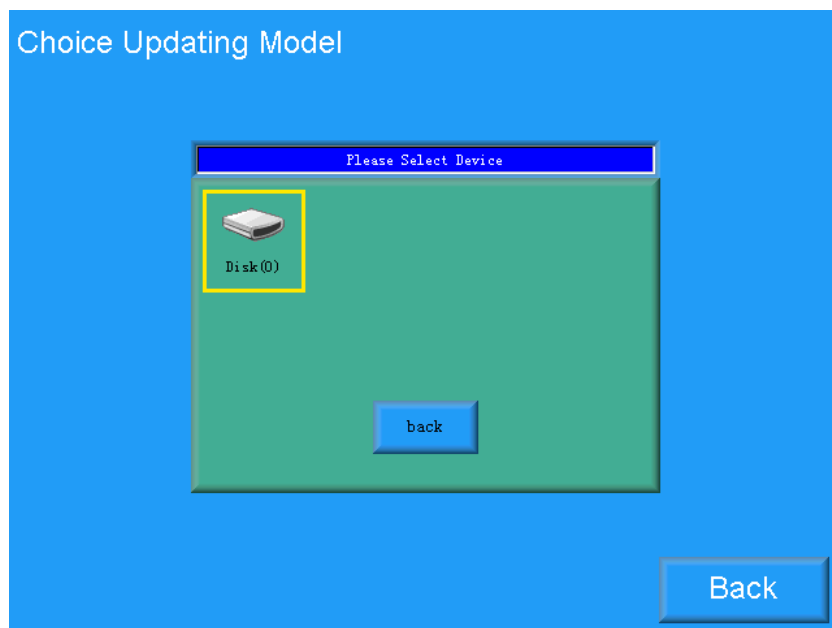 Choice Updating Model
Please Select Device
Disk(0)
back
Back